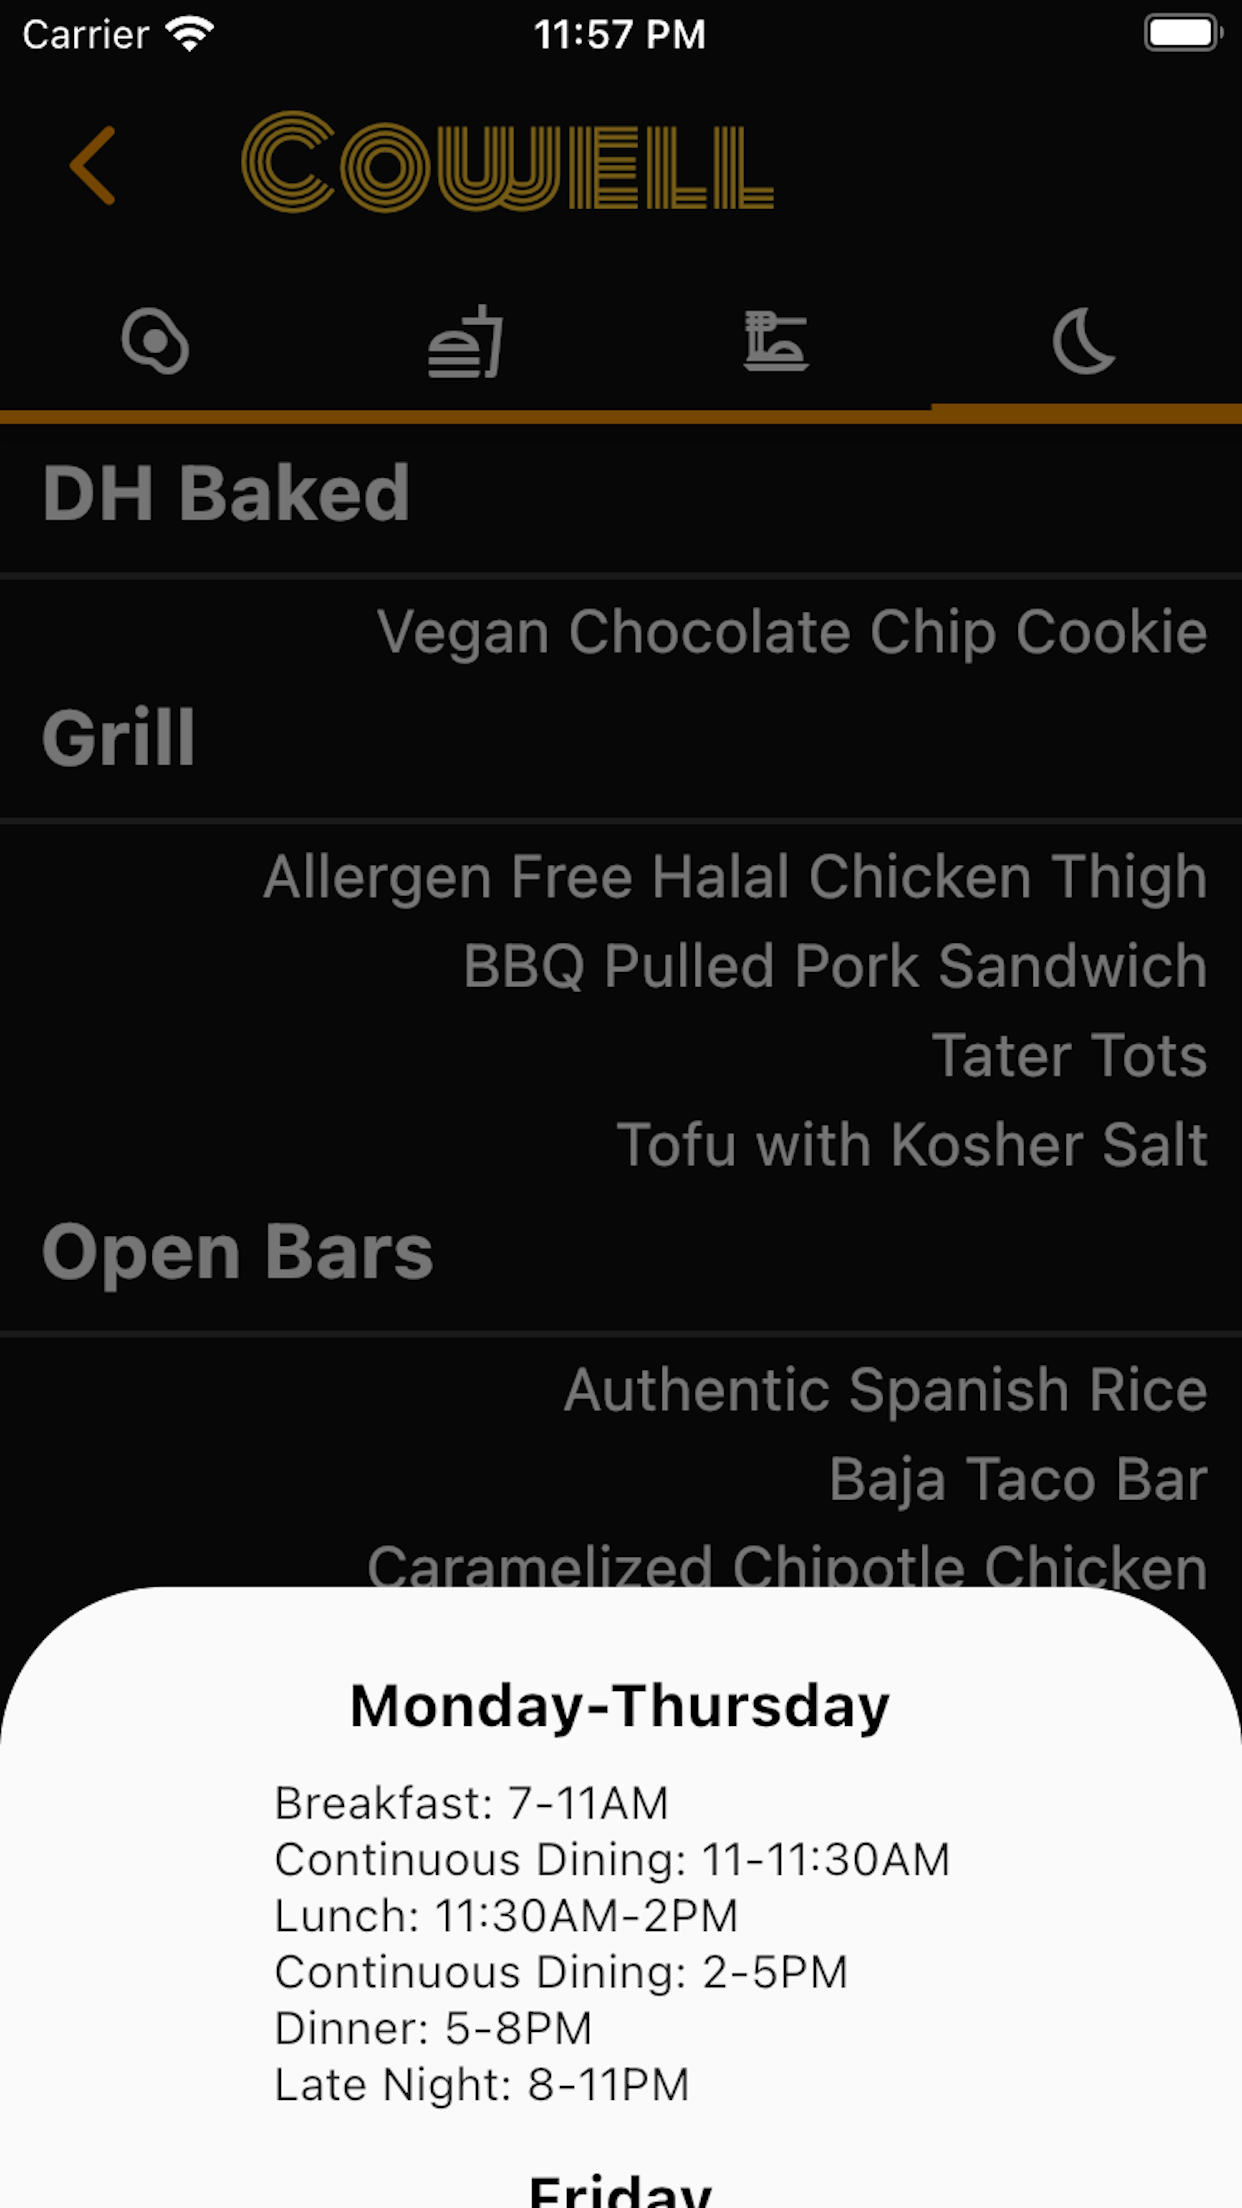 Carrier 11:57 PM
COWELL
DH Baked
Vegan Chocolate Chip Cookie
Grill
Allergen Free Halal Chicken Thigh
BBQ Pulled Pork Sandwich
Tater Tots
Tofu with Kosher Salt
Open Bars
Authentic Spanish Rice
Baja Taco Bar
Caramelized Chipotle Chicken
Monday-Thursday
Breakfast: 7-11AM
Continuous Dining: 11-11:30AM
Lunch: 11:30AM-2PM
Continuous Dining: 2-5PM
Dinner: 5-8PM
Late Night: 8-11PM
Friday